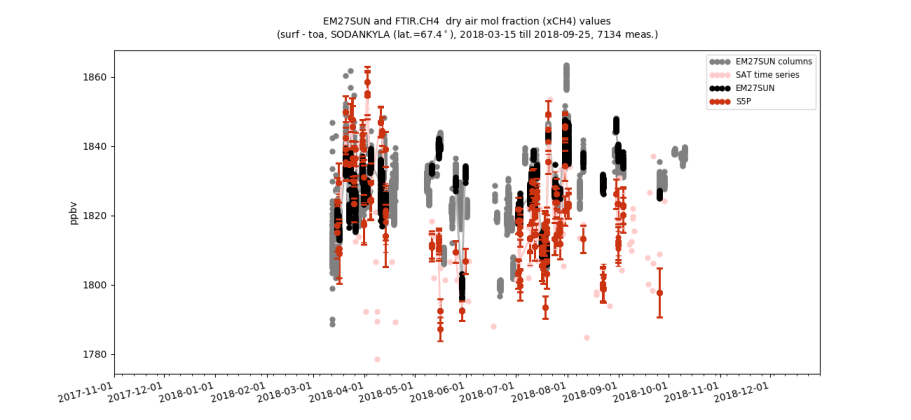 EM27SUN and FTIR.CH4  dry air mol fraction (xCH4) values
(surf - toa, SODANKYLA (lat.=67.4°), 2018-03-15 till 2018-09-25, 7134 meas.)
EM27SUN columns
SAT time series
EM27SUN
S5P
ppbv
1860
1840
1820
1800
1780
2017-11-01
2017-12-01
2018-01-01
2018-02-01
2018-03-01
2018-04-01
2018-05-01
2018-06-01
2018-07-01
2018-08-01
2018-09-01
2018-10-01
2018-11-01
2018-12-01